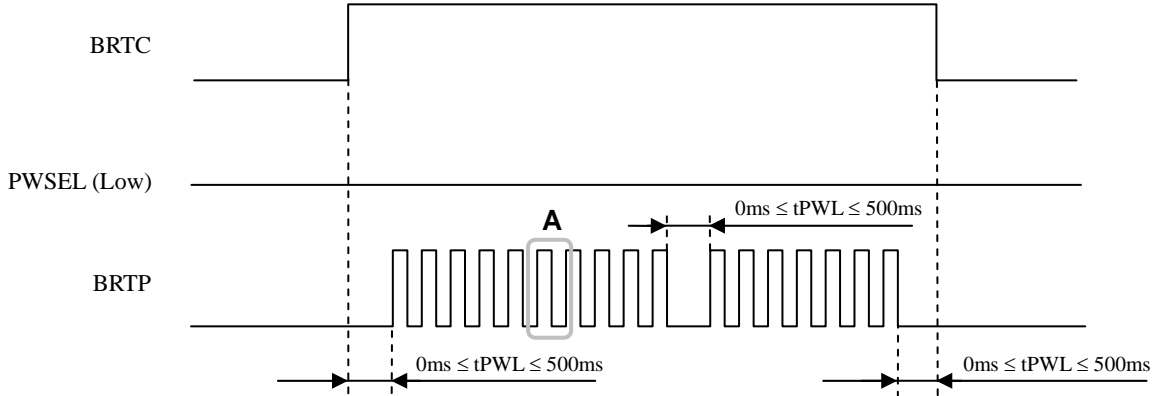 BRTC
PWSEL (Low)
A
0ms ≤ tPWL ≤ 500ms
BRTP
0ms ≤ tPWL ≤ 500ms
0ms ≤ tPWL ≤ 500ms